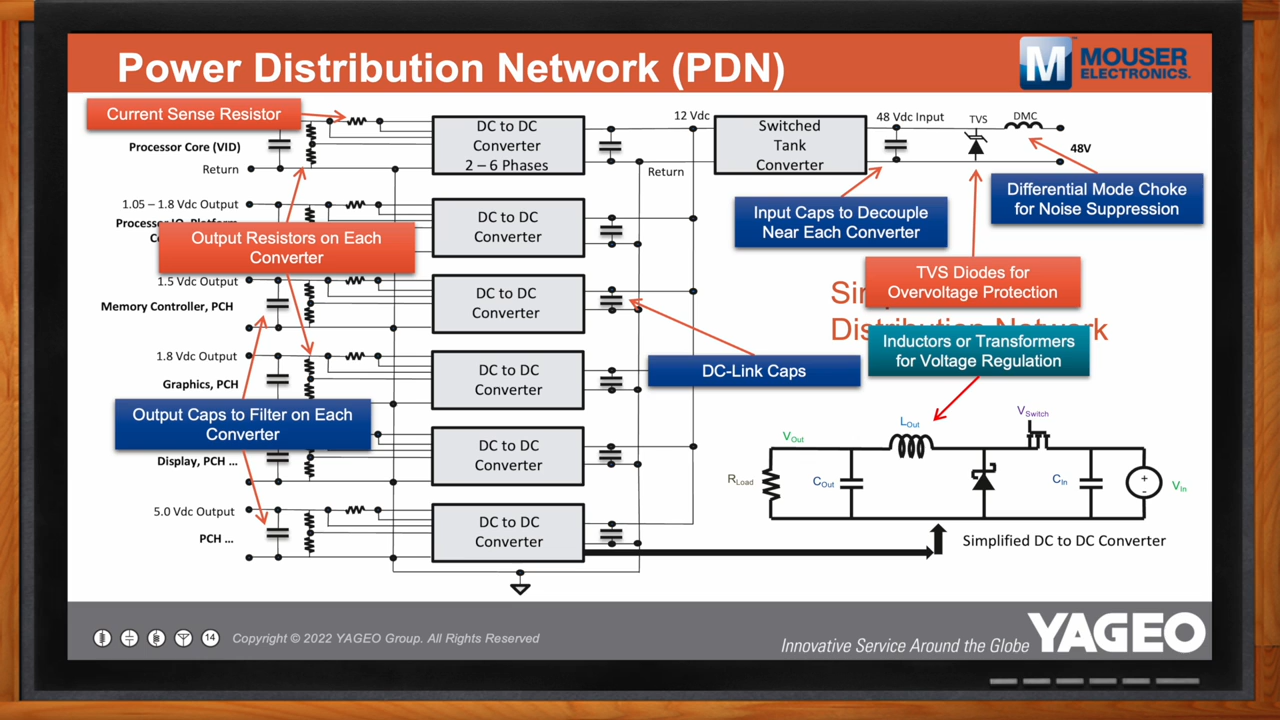 Power Distribution Network (PDN)
M
MOUSER
ELECTRONICS.
Current Sense Resistor
Processor Core (VID)
Return
DC to DC
Converter
2 – 6 Phases
12 Vdc
Return
Switched
Tank
Converter
48 Vdc Input
TVS
DMC
48V
Differential Mode Choke
for Noise Suppression
Input Caps to Decouple
Near Each Converter
1.05 – 1.8 Vdc Output
DC to DC
Converter
Output Resistors on Each
Converter
TVS Diodes for
Overvoltage Protection
Distribution Network
1.5 Vdc Output
Memory Controller, PCH
DC to DC
Converter
Inductors or Transformers
for Voltage Regulation
1.8 Vdc Output
Graphics, PCH
DC to DC
Converter
DC-Link Caps
Output Caps to Filter on Each
Converter
Display, PCH ...
DC to DC
Converter
5.0 Vdc Output
PCH ...
DC to DC
Converter
VOut
LOut
VSwitch
RLoad
COut
CIn
+
-
VIn
Simplified DC to DC Converter
14
Copyright © 2022 YAGEO Group. All Rights Reserved
Innovative Service Around the Globe
YAGEO